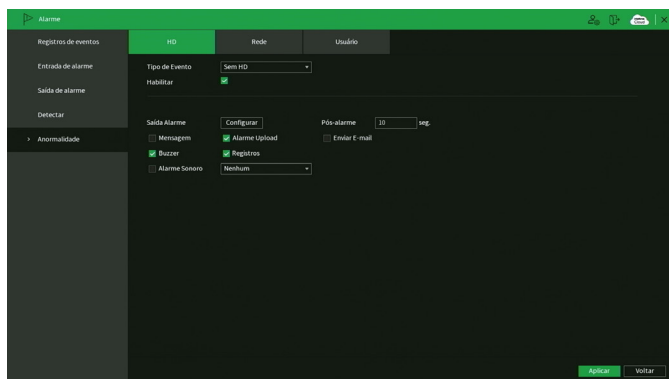 Alarme
Registros de eventos
Entrada de alarme
Saída de alarme
Detectar
> Anormalidade
HD Rede Usuário
Tipo de Evento Sem HD
Habilitar
Saída Alarme Configurar Pós-alarme 10 seg.
Mensagem Alarme Upload Enviar E-mail
Buzzer Registros
Alarme Sonoro Nenhum
Aplicar Voltar